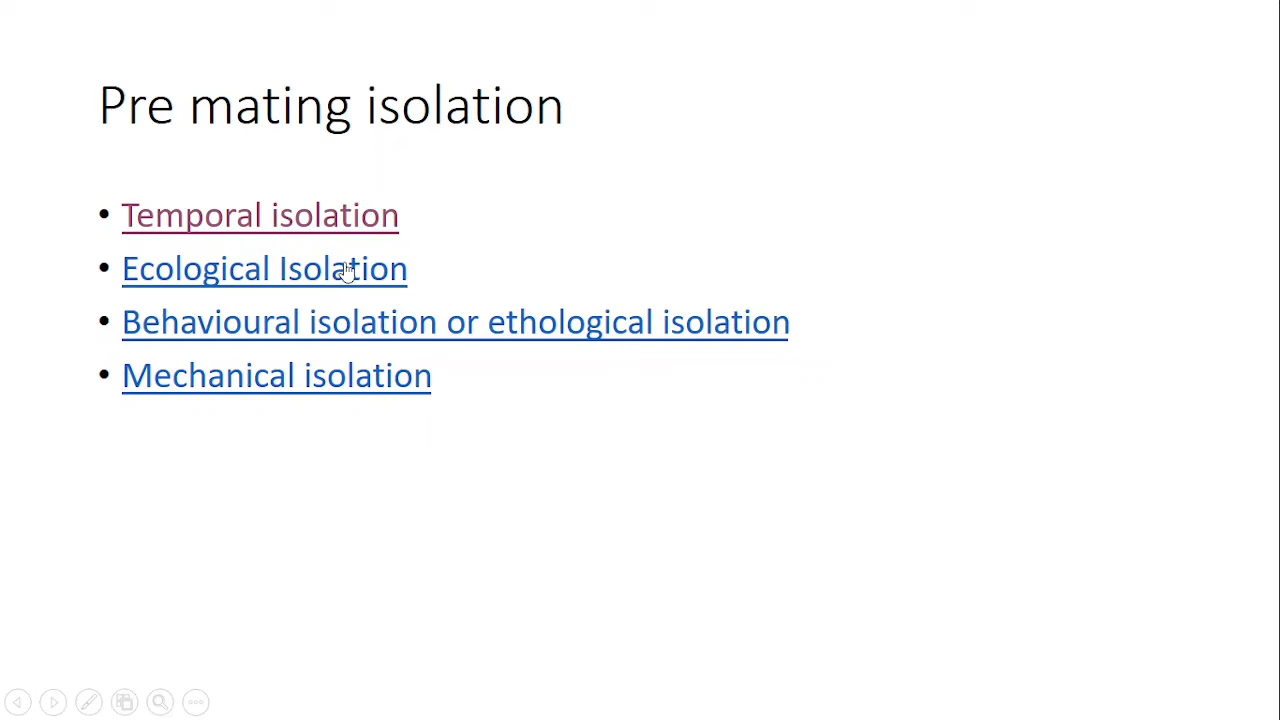 Pre mating isolation
• Temporal isolation
• Ecological Isolation
• Behavioural isolation or ethological isolation
• Mechanical isolation